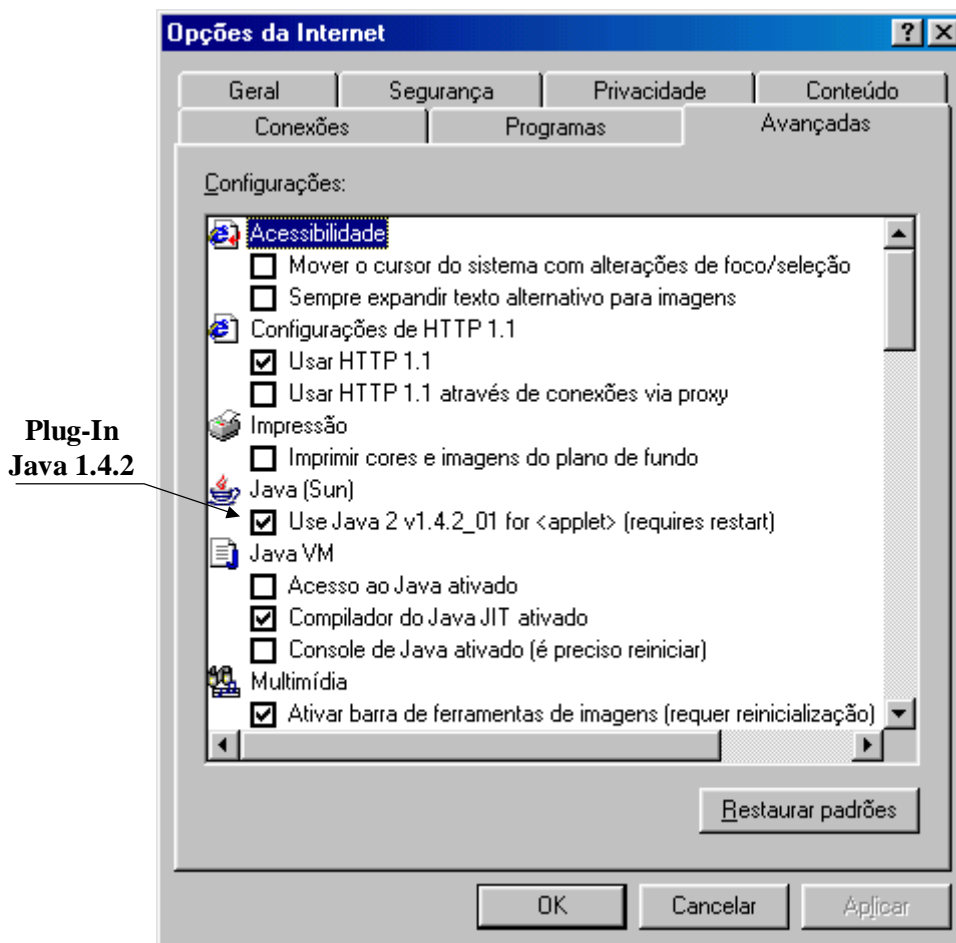 Opções da Internet
Geral
Segurança
Privacidade
Conteúdo
Conexões
Programas
Avançadas
Configurações:
Acessibilidade
Mover o cursor do sistema com alterações de foco/seleção
Sempre expandir texto alternativo para imagens
Configurações de HTTP 1.1
Usar HTTP 1.1
Usar HTTP 1.1 através de conexões via proxy
Impressão
Imprimir cores e imagens do plano de fundo
Plug-In
Java 1.4.2
Java (Sun)
Use Java 2 v1.4.2_01 for <applet> (requires restart)
Java VM
Acesso ao Java ativado
Compilador do Java JIT ativado
Console de Java ativado (é preciso reiniciar)
Multimídia
Ativar barra de ferramentas de imagens (requer reinicialização)
Restaurar padrões
OK
Cancelar
Aplicar